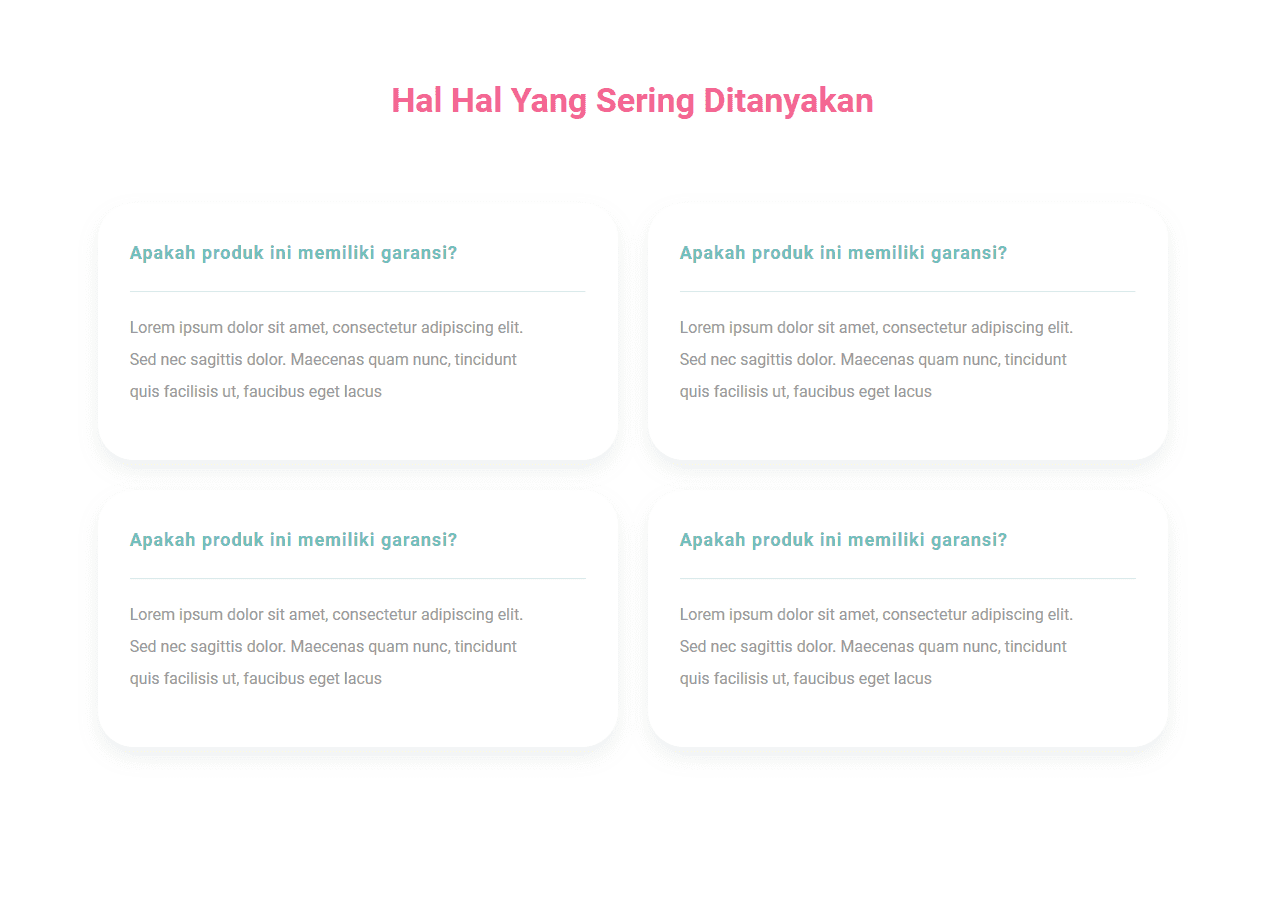 Hal Hal Yang Sering Ditanyakan
Apakah produk ini memiliki garansi?
Lorem ipsum dolor sit amet, consectetur adipiscing elit.
Sed nec sagittis dolor. Maecenas quam nunc, tincidunt
quis facilisis ut, faucibus eget lacus
Apakah produk ini memiliki garansi?
Lorem ipsum dolor sit amet, consectetur adipiscing elit.
Sed nec sagittis dolor. Maecenas quam nunc, tincidunt
quis facilisis ut, faucibus eget lacus
Apakah produk ini memiliki garansi?
Lorem ipsum dolor sit amet, consectetur adipiscing elit.
Sed nec sagittis dolor. Maecenas quam nunc, tincidunt
quis facilisis ut, faucibus eget lacus
Apakah produk ini memiliki garansi?
Lorem ipsum dolor sit amet, consectetur adipiscing elit.
Sed nec sagittis dolor. Maecenas quam nunc, tincidunt
quis facilisis ut, faucibus eget lacus